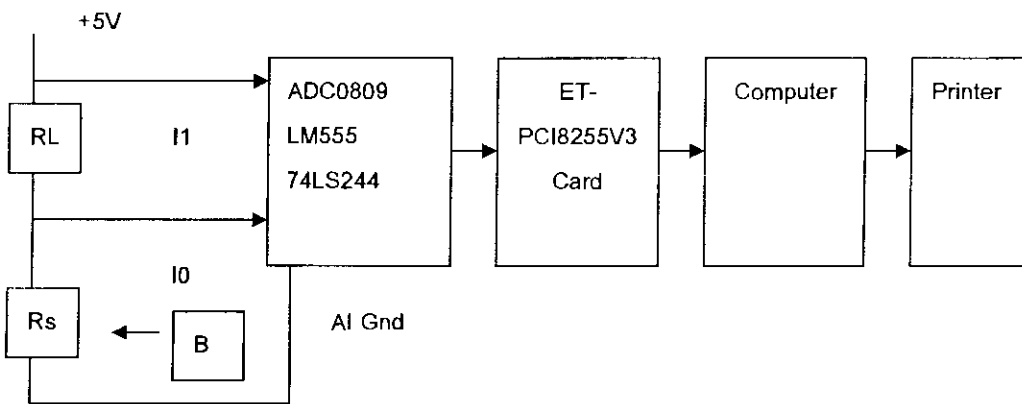 +5V
RL
I1
I0
Rs
B
AI Gnd
ADC0809
LM555
74LS244
ET-
PCI8255V3
Card
Computer
Printer